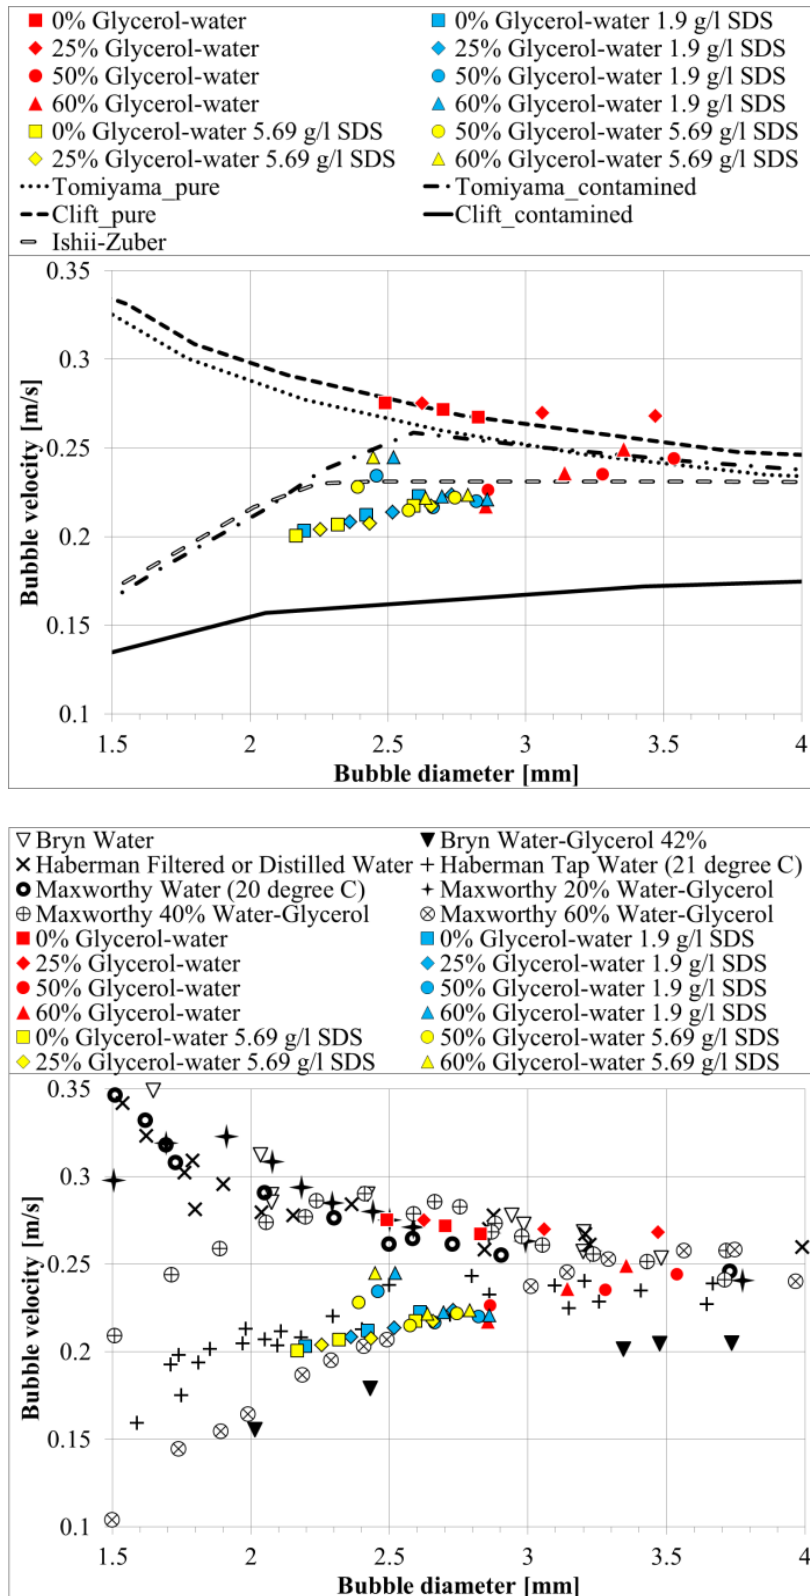 0% Glycerol-water 0% Glycerol-water 1.9 g/l SDS
25% Glycerol-water 25% Glycerol-water 1.9 g/l SDS
50% Glycerol-water 50% Glycerol-water 1.9 g/l SDS
60% Glycerol-water 60% Glycerol-water 1.9 g/l SDS
0% Glycerol-water 5.69 g/l SDS 50% Glycerol-water 5.69 g/l SDS
25% Glycerol-water 5.69 g/l SDS 60% Glycerol-water 5.69 g/l SDS
Tomiyama_pure Tomiyama_contamined
Clift_pure Clift_contamined
Ishii-Zuber
0.35
0.3
0.25
0.2
0.15
0.1
Bubble velocity [m/s]
1.5 2 2.5 3 3.5 4
Bubble diameter [mm]
Bryn Water Bryn Water-Glycerol 42%
Haberman Filtered or Distilled Water Haberman Tap Water (21 degree C)
Maxworthy Water (20 degree C) Maxworthy 20% Water-Glycerol
Maxworthy 40% Water-Glycerol Maxworthy 60% Water-Glycerol
0% Glycerol-water 0% Glycerol-water 1.9 g/l SDS
25% Glycerol-water 25% Glycerol-water 1.9 g/l SDS
50% Glycerol-water 50% Glycerol-water 1.9 g/l SDS
60% Glycerol-water 60% Glycerol-water 1.9 g/l SDS
0% Glycerol-water 5.69 g/l SDS 50% Glycerol-water 5.69 g/l SDS
25% Glycerol-water 5.69 g/l SDS 60% Glycerol-water 5.69 g/l SDS
0.35
0.3
0.25
0.2
0.15
0.1
Bubble velocity [m/s]
1.5 2 2.5 3 3.5 4
Bubble diameter [mm]